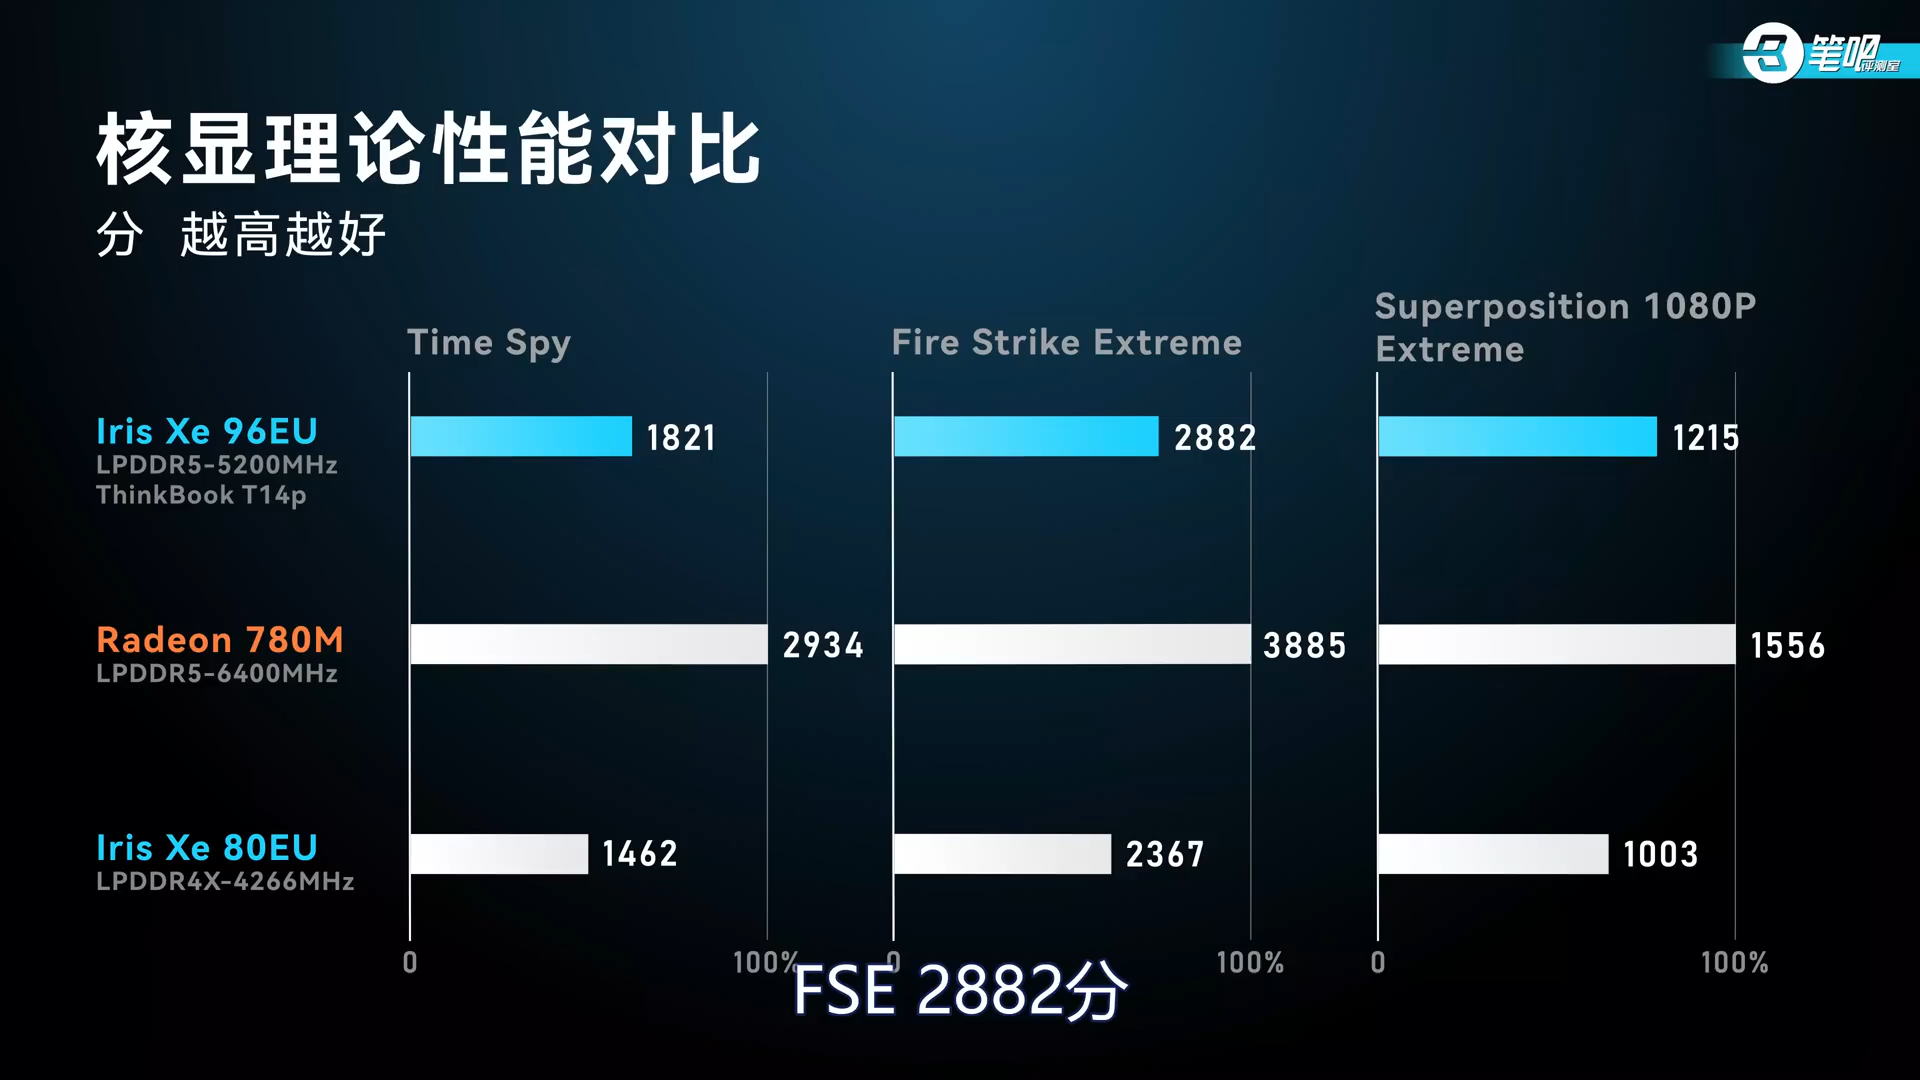 笔吧评测室
核显理论性能对比
分 越高越好
Time Spy
Fire Strike Extreme
Superposition 1080P
Extreme
Iris Xe 96EU
LPDDR5-5200MHz
ThinkBook T14p
1821
2882
1215
Radeon 780M
LPDDR5-6400MHz
2934
3885
1556
Iris Xe 80EU
LPDDR4X-4266MHz
1462
2367
1003
0
100%
0
100%
0
100%
FSE 2882分